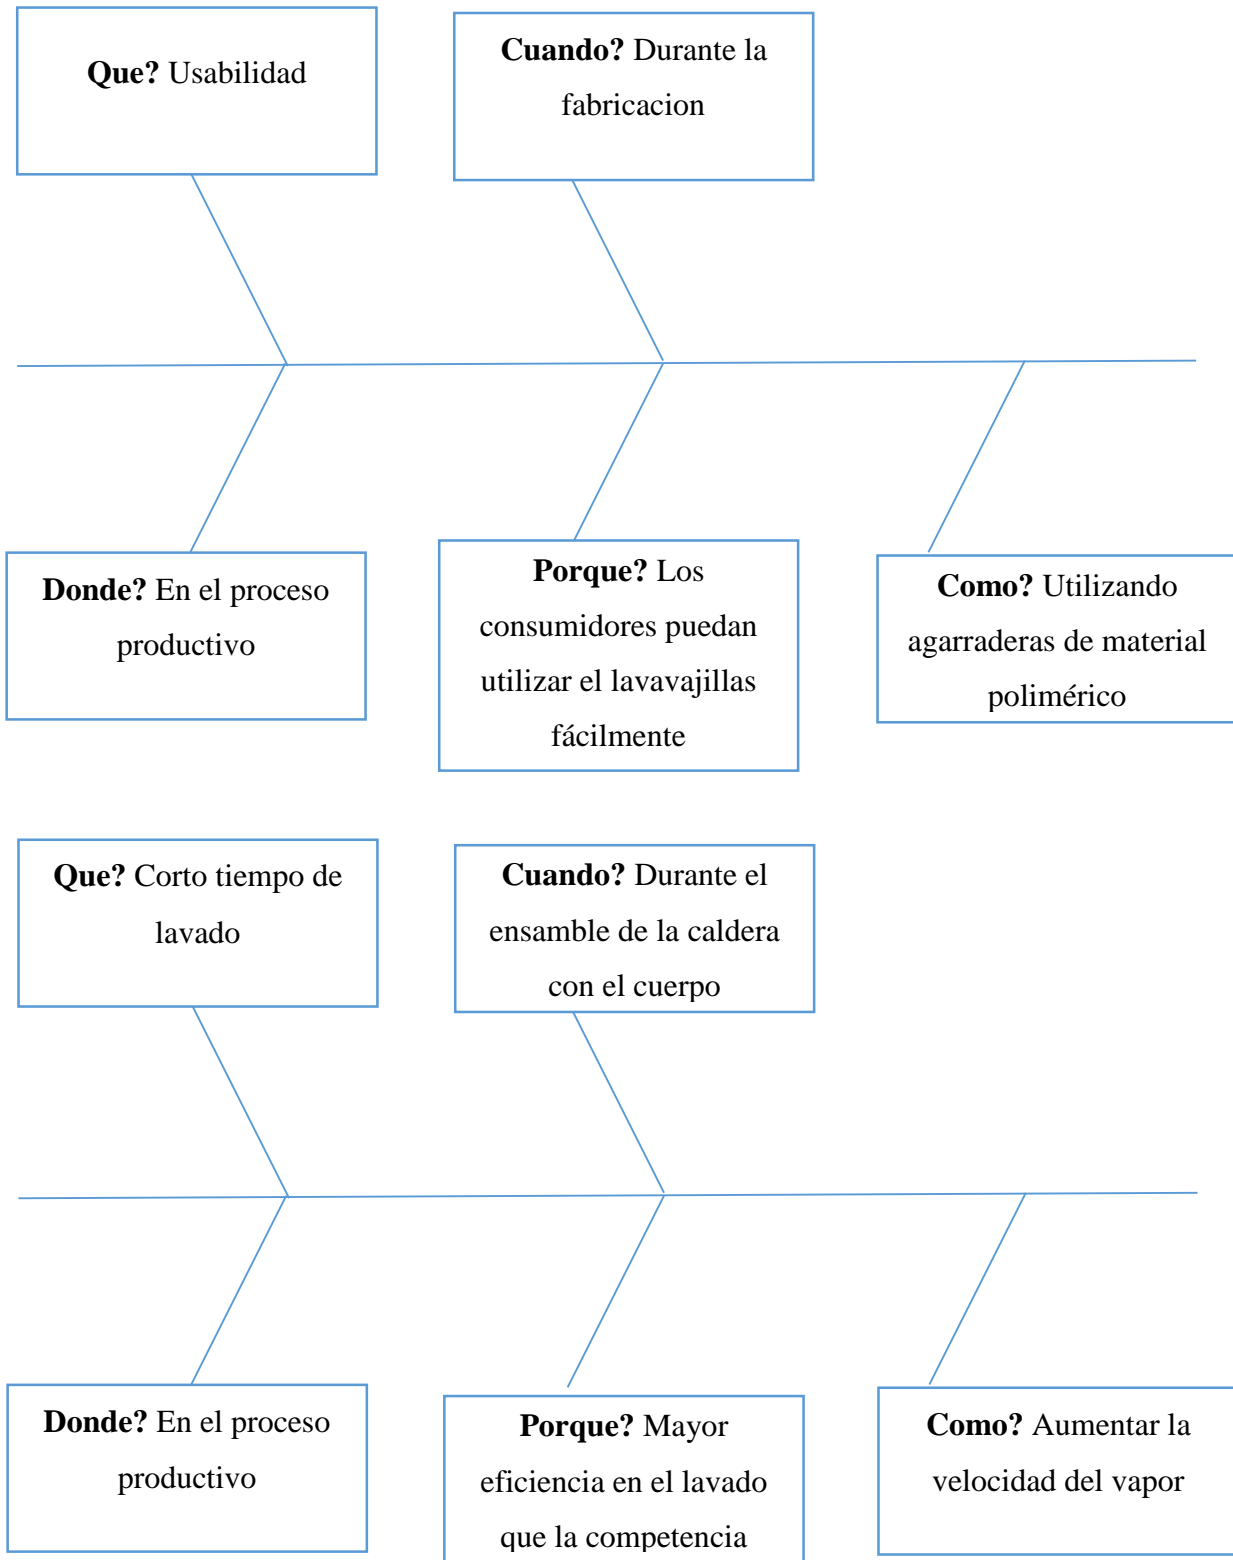 Que? Usabilidad
Cuando? Durante la
fabricacion
Donde? En el proceso
productivo
Porque? Los
consumidores puedan
utilizar el lavavajillas
fácilmente
Como? Utilizando
agarraderas de material
polimérico
Que? Corto tiempo de
lavado
Cuando? Durante el
ensamble de la caldera
con el cuerpo
Donde? En el proceso
productivo
Porque? Mayor
eficiencia en el lavado
que la competencia
Como? Aumentar la
velocidad del vapor